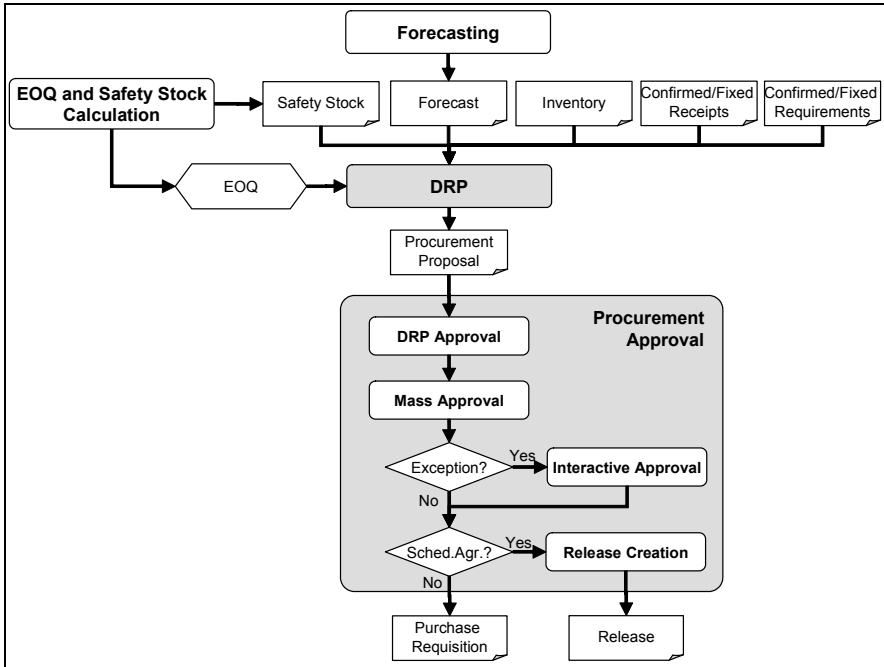 Forecasting
EOQ and Safety Stock
Calculation
Safety Stock
Forecast
Inventory
Confirmed/Fixed
Receipts
Confirmed/Fixed
Requirements
EOQ
DRP
Procurement
Proposal
Procurement
Approval
DRP Approval
Mass Approval
Exception?
Yes
Interactive Approval
No
Sched.Agr.?
Yes
Release Creation
No
Purchase
Requisition
Release